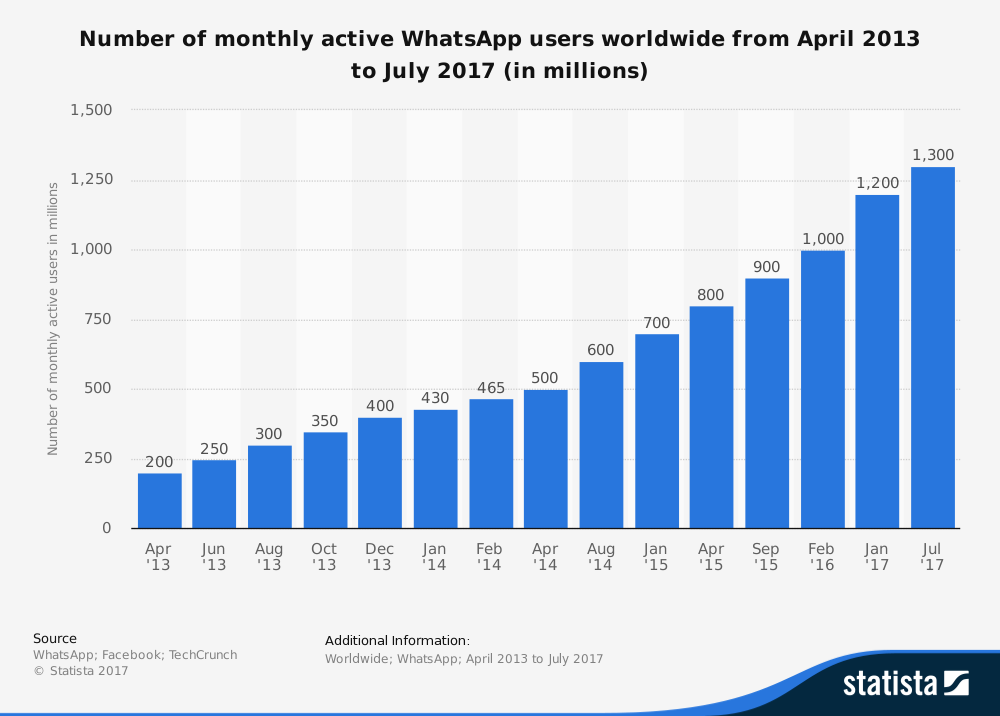 Number of monthly active WhatsApp users worldwide from April 2013
to July 2017 (in millions)
Number of monthly active users in millions
1,500
1,250
1,000
750
500
250
0
200
250
300
350
400
430
465
500
600
700
800
900
1,000
1,200
1,300
Apr Jun Aug Oct Dec Jan Feb Apr Aug Jan Apr Sep Feb Jan Jul
'13 '13 '13 '13 '13 '14 '14 '14 '14 '15 '15 '15 '16 '17 '17
Source
WhatsApp; Facebook; TechCrunch
© Statista 2017
Additional Information:
Worldwide; WhatsApp; April 2013 to July 2017
statista